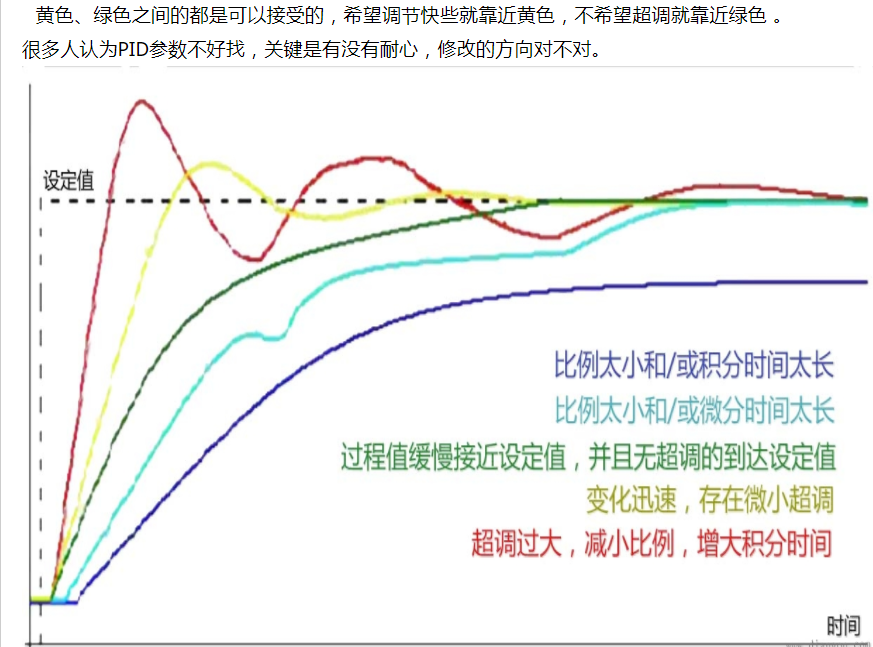 黄色、绿色之间的都是可以接受的，希望调节快些就靠近黄色，不希望超调就靠近绿色 。
很多人认为PID参数不好找，关键是有没有耐心，修改的方向对不对。
设定值
比例太小和/或积分时间太长
比例太小和/或微分时间太长
过程值缓慢接近设定值，并且无超调的到达设定值
变化迅速，存在微小超调
超调过大，减小比例，增大积分时间
时间